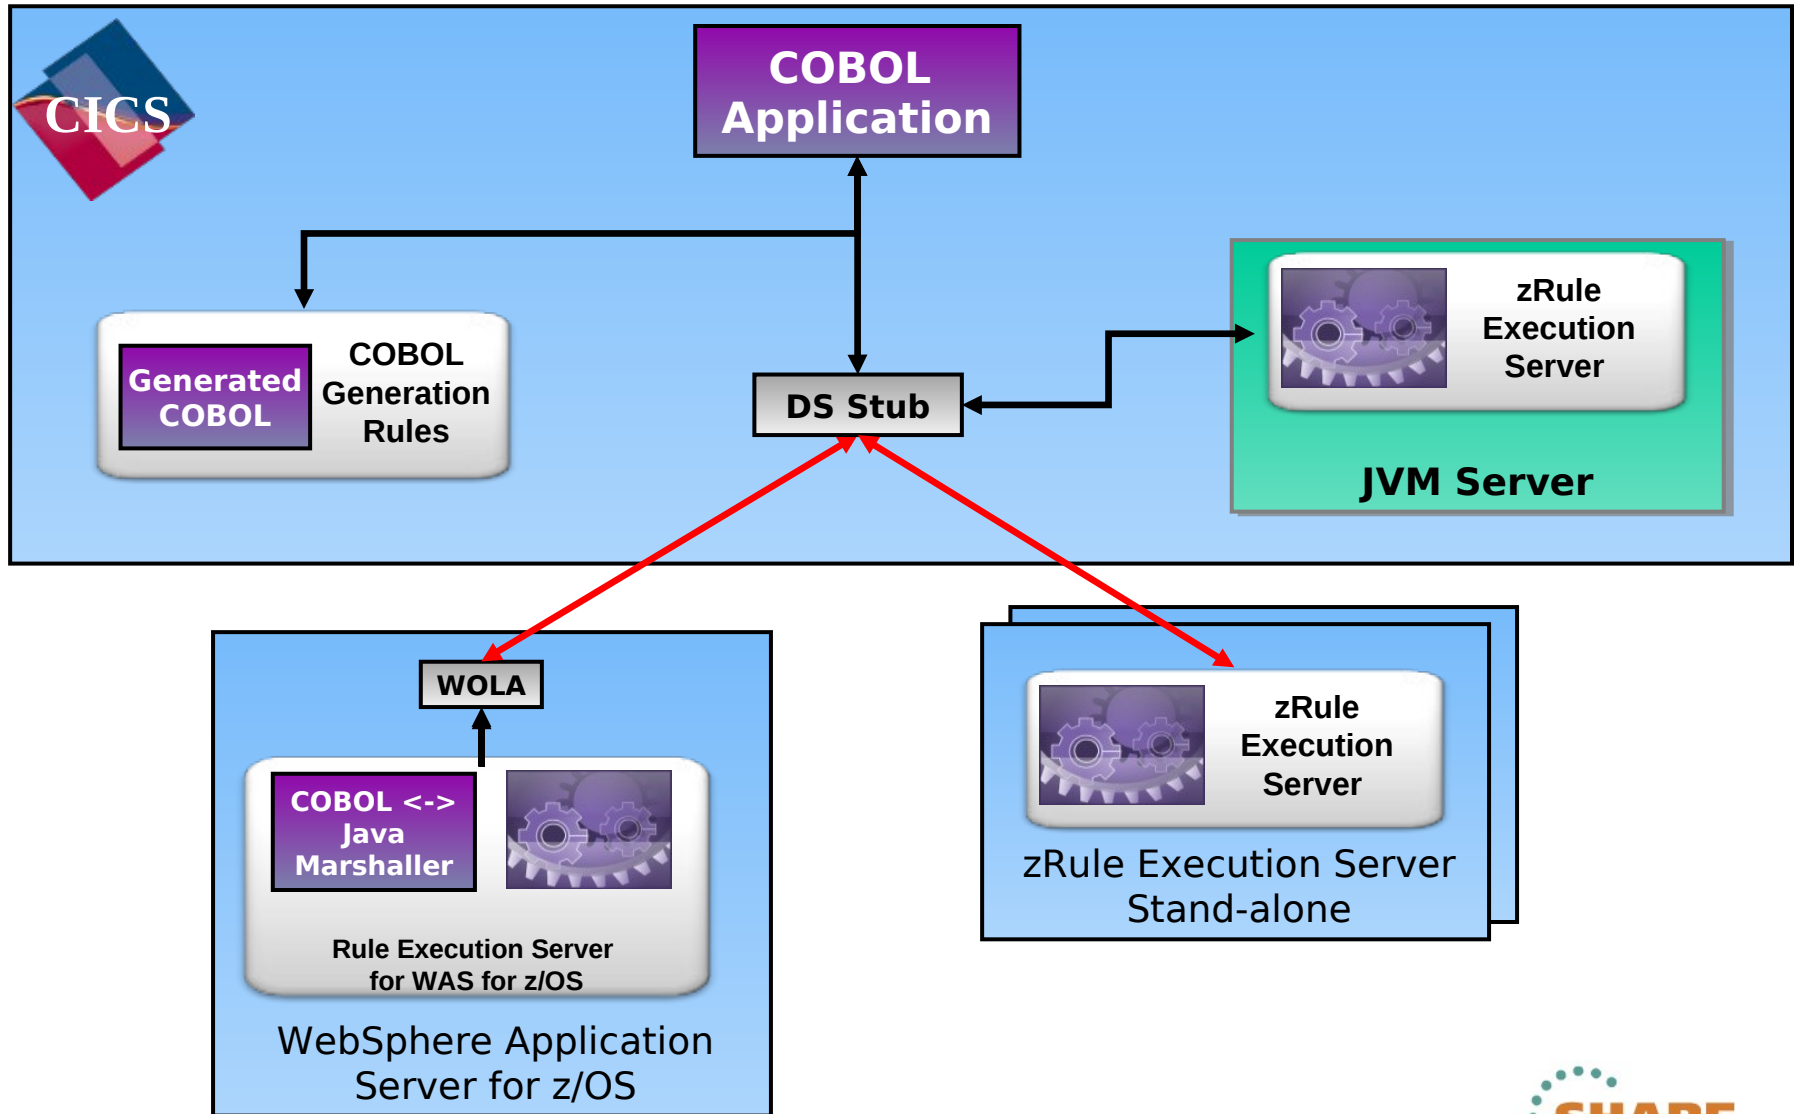 CICS
COBOL
Application
zRule
Execution
Server
JVM Server
Generated
COBOL
COBOL
Generation
Rules
DS Stub
WOLA
COBOL <->
Java
Marshaller
Rule Execution Server
for WAS for z/OS
WebSphere Application
Server for z/OS
zRule
Execution
Server
zRule Execution Server
Stand-alone
SHARE